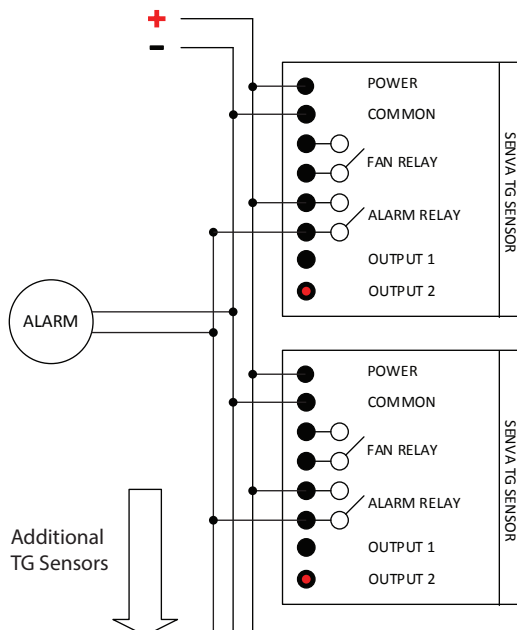 +
-
POWER
COMMON
FAN RELAY
ALARM RELAY
OUTPUT 1
OUTPUT 2
SENVA TG SENSOR
ALARM
POWER
COMMON
FAN RELAY
ALARM RELAY
OUTPUT 1
OUTPUT 2
SENVA TG SENSOR
Additional
TG Sensors